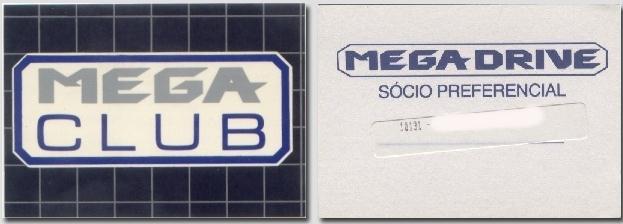 MEGA
CLUB
MEGA DRIVE
SÓCIO PREFERENCIAL